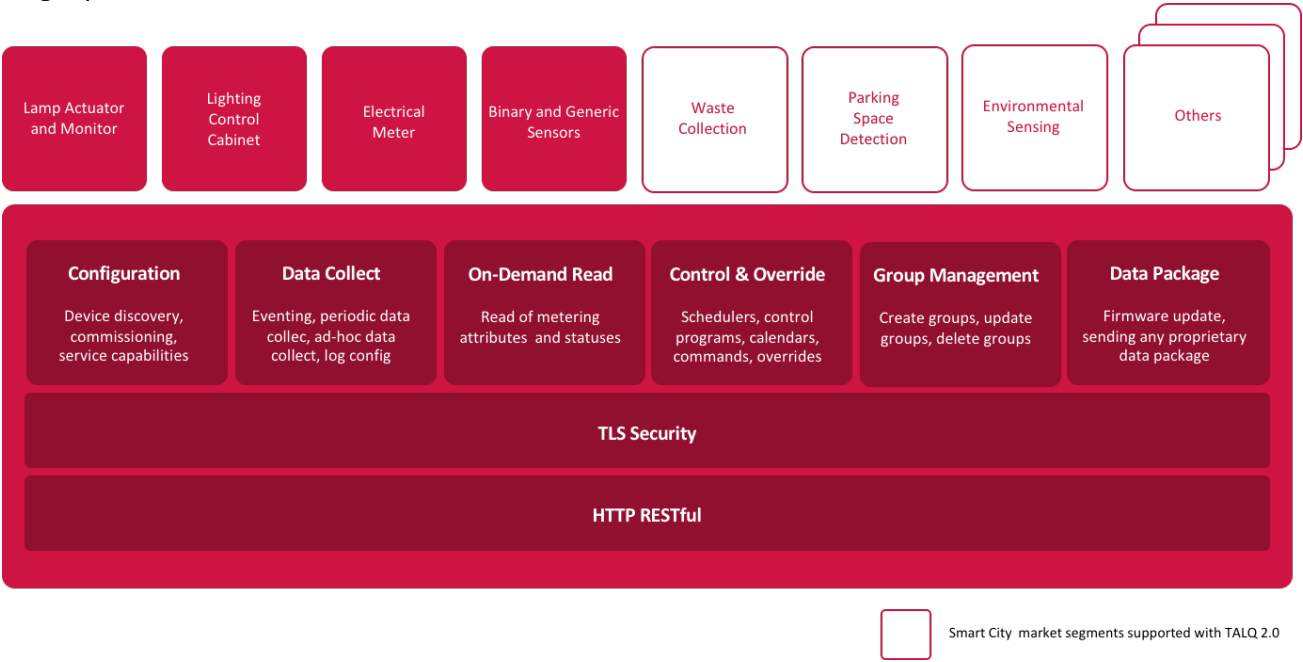 Lamp Actuator
and Monitor
Lighting
Control
Cabinet
Electrical
Meter
Binary and Generic
Sensors
Waste
Collection
Parking
Space
Detection
Environmental
Sensing
Others
Configuration
Device discovery,
commissioning,
service capabilities
Data Collect
Eventing, periodic data
collec, ad-hoc data
collect, log config
On-Demand Read
Read of metering
attributes and statuses
Control & Override
Schedulers, control
programs, calendars,
commands, overrides
Group Management
Create groups, update
groups, delete groups
Data Package
Firmware update,
sending any proprietary
data package
TLS Security
HTTP RESTful
Smart City market segments supported with TALQ 2.0